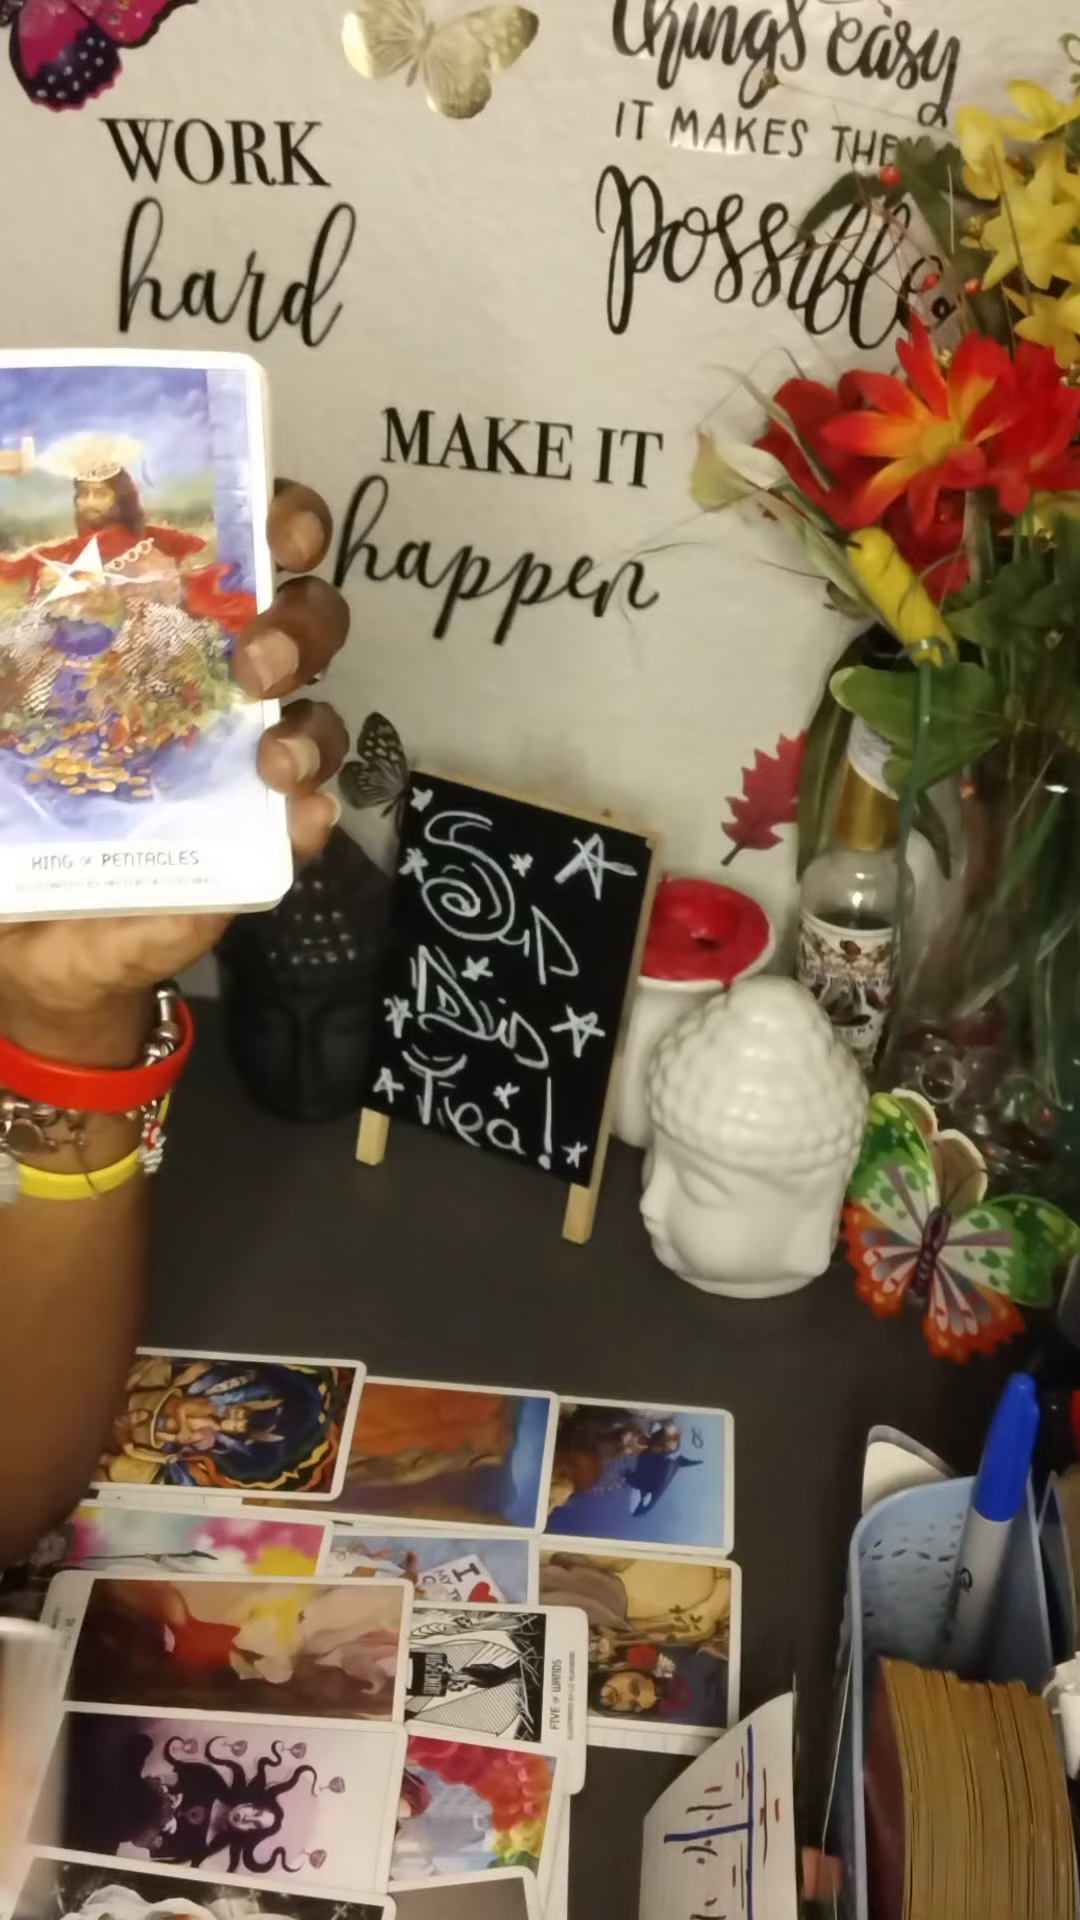 things easy
IT MAKES THE
possible
WORK
hard
MAKE IT
happen
KING of PENTACLES
Sip
Dis
Tea!
I
FIVE of WANDS